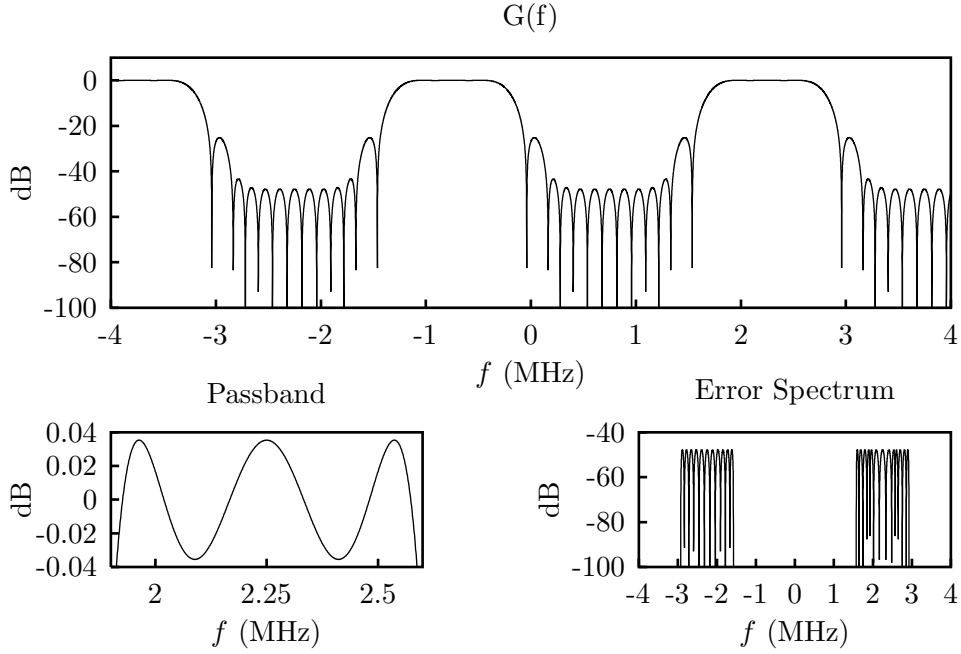 G(f)
0
-20
-40
-60
-80
-100
dB
-4 -3 -2 -1 0 1 2 3 4
f (MHz)
Passband
0.04
0.02
0
-0.02
-0.04
dB
2 2.25 2.5
f (MHz)
Error Spectrum
-40
-60
-80
-100
dB
-4 -3 -2 -1 0 1 2 3 4
f (MHz)